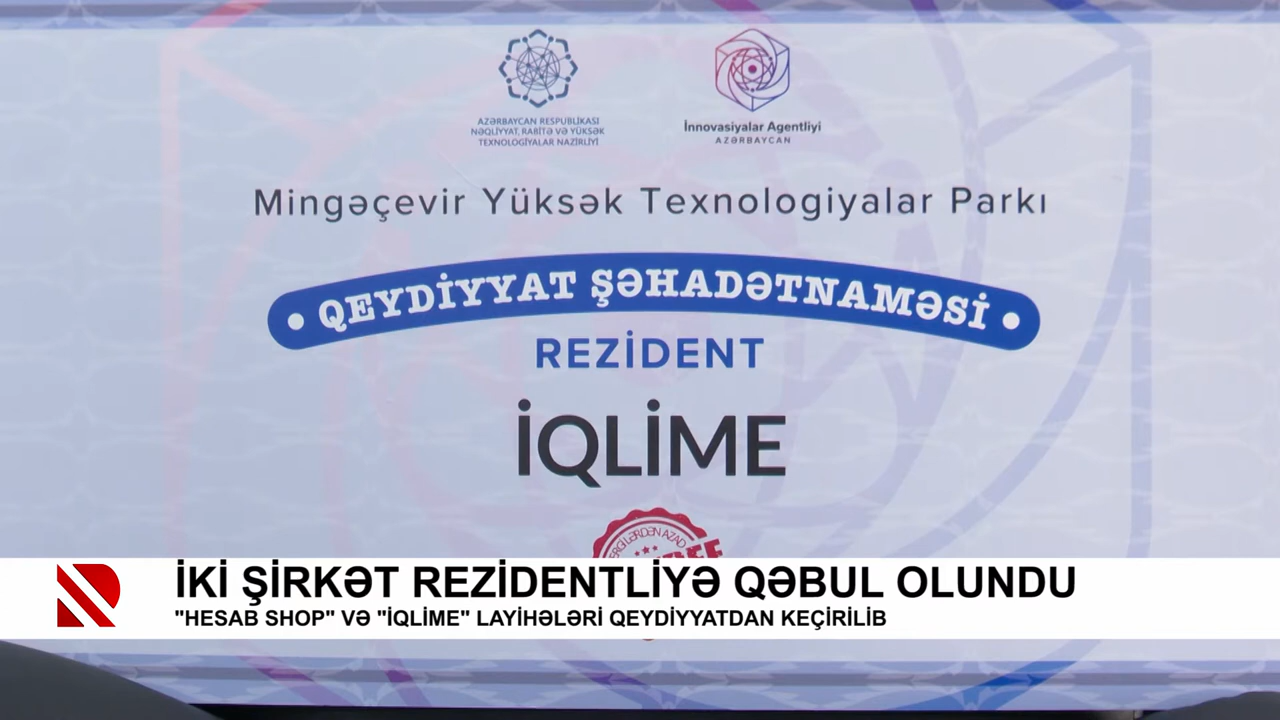 AZƏRBAYCAN RESPUBLIKASI
NƏQLİYYAT, RABİTƏ VƏ YÜKSƏK
TEXNOLOGİYALAR NAZİRLİYİ
İnnovasiyalar Agentliyi
AZƏRBAYCAN
Mingəçevir Yüksək Texnologiyalar Parkı
QEYDİYYAT ŞƏHADƏTNAMƏSİ
REZİDENT
İQLİME
AZAD
İKİ ŞİRKƏT REZİDENTLİYƏ QƏBUL OLUNDU
"HESAB SHOP" VƏ "İQLİME" LAYİHƏLƏRİ QEYDİYYATDAN KEÇİRİLİB